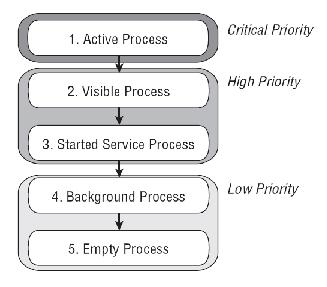 Critical Priority
1. Active Process
High Priority
2. Visible Process
3. Started Service Process
Low Priority
4. Background Process
5. Empty Process